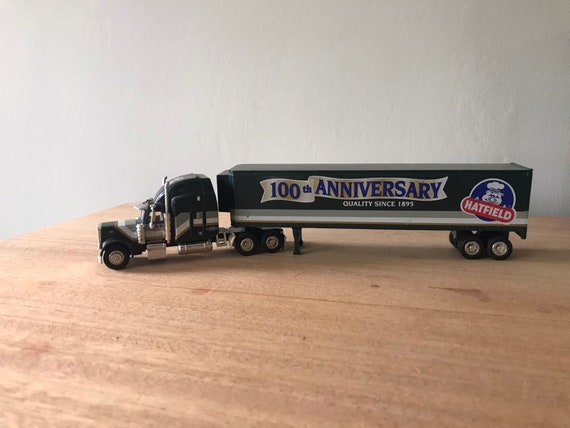 100th ANNIVERSARY
QUALITY SINCE 1895
HATFIELD